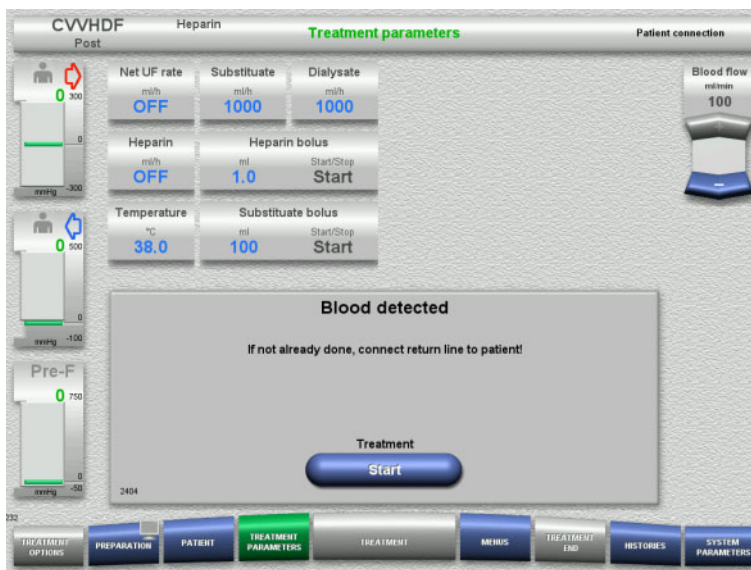 CVVHDF
Heparin
Treatment parameters
Patient connection
Post
Net UF rate
ml/h
OFF
Substituate
ml/h
1000
Dialysate
ml/h
1000
Blood flow
ml/min
100
+
−
0
300
0
-300
mmHg
Heparin
ml/h
OFF
Heparin bolus
ml
1.0
Start/Stop
Start
Temperature
°C
38.0
Substituate bolus
ml
100
Start/Stop
Start
0
500
0
-100
mmHg
Blood detected
If not already done, connect return line to patient!
Treatment
Start
2404
Pre-F
0
750
0
-50
mmHg
232
TREATMENT
OPTIONS
PREPARATION
PATIENT
TREATMENT
PARAMETERS
TREATMENT
MENUS
TREATMENT
END
HISTORIES
SYSTEM
PARAMETERS